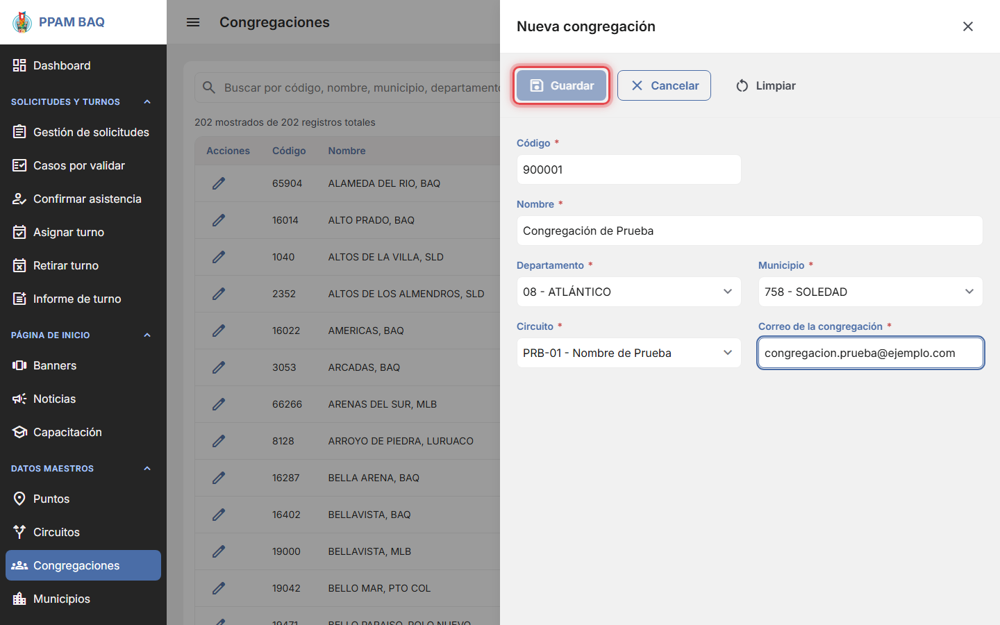 PPAM BAQ
Dashboard
SOLICITUDES Y TURNOS
Gestión de solicitudes
Casos por validar
Confirmar asistencia
Asignar turno
Retirar turno
Informe de turno
PÁGINA DE INICIO
Banners
Noticias
Capacitación
DATOS MAESTROS
Puntos
Circuitos
Congregaciones
Municipios
Congregaciones
Buscar por código, nombre, municipio, departamento
202 mostrados de 202 registros totales
Acciones Código Nombre
65904 ALAMEDA DEL RIO, BAQ
16014 ALTO PRADO, BAQ
1040 ALTOS DE LA VILLA, SLD
2352 ALTOS DE LOS ALMENDROS, SLD
16022 AMERICAS, BAQ
3053 ARCADAS, BAQ
66266 ARENAS DEL SUR, MLB
8128 ARROYO DE PIEDRA, LURUACO
16287 BELLA ARENA, BAQ
16402 BELLAVISTA, BAQ
19000 BELLAVISTA, MLB
19042 BELLO MAR, PTO COL
19471 BELLO PARAISO, POLO NUEVO
Nueva congregación
Guardar Cancelar Limpiar
Código *
900001
Nombre *
Congregación de Prueba
Departamento * Municipio *
08 - ATLÁNTICO 758 - SOLEDAD
Circuito * Correo de la congregación *
PRB-01 - Nombre de Prueba congregacion.prueba@ejemplo.com